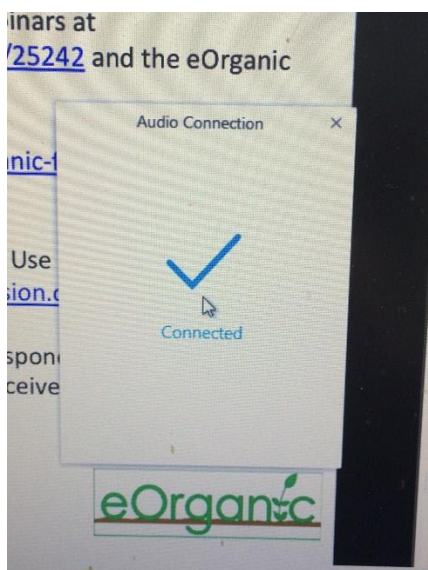 inars at
/25242 and the eOrganic
Audio Connection
nic-f
Use
sion.o
Connected
spon
ceive
eOrganic